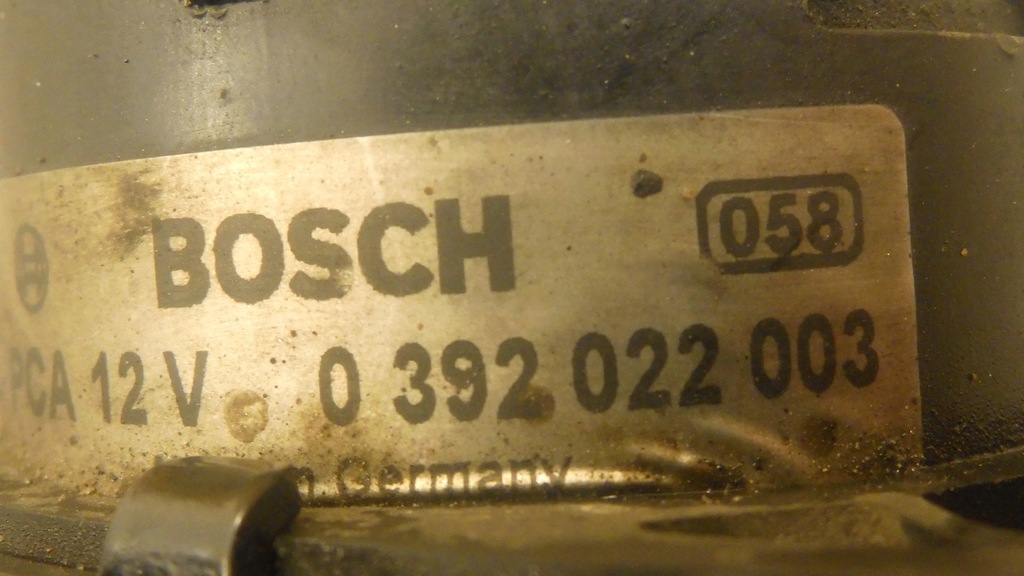 BOSCH 058
PCA 12 V 0 392 022 003
Germany